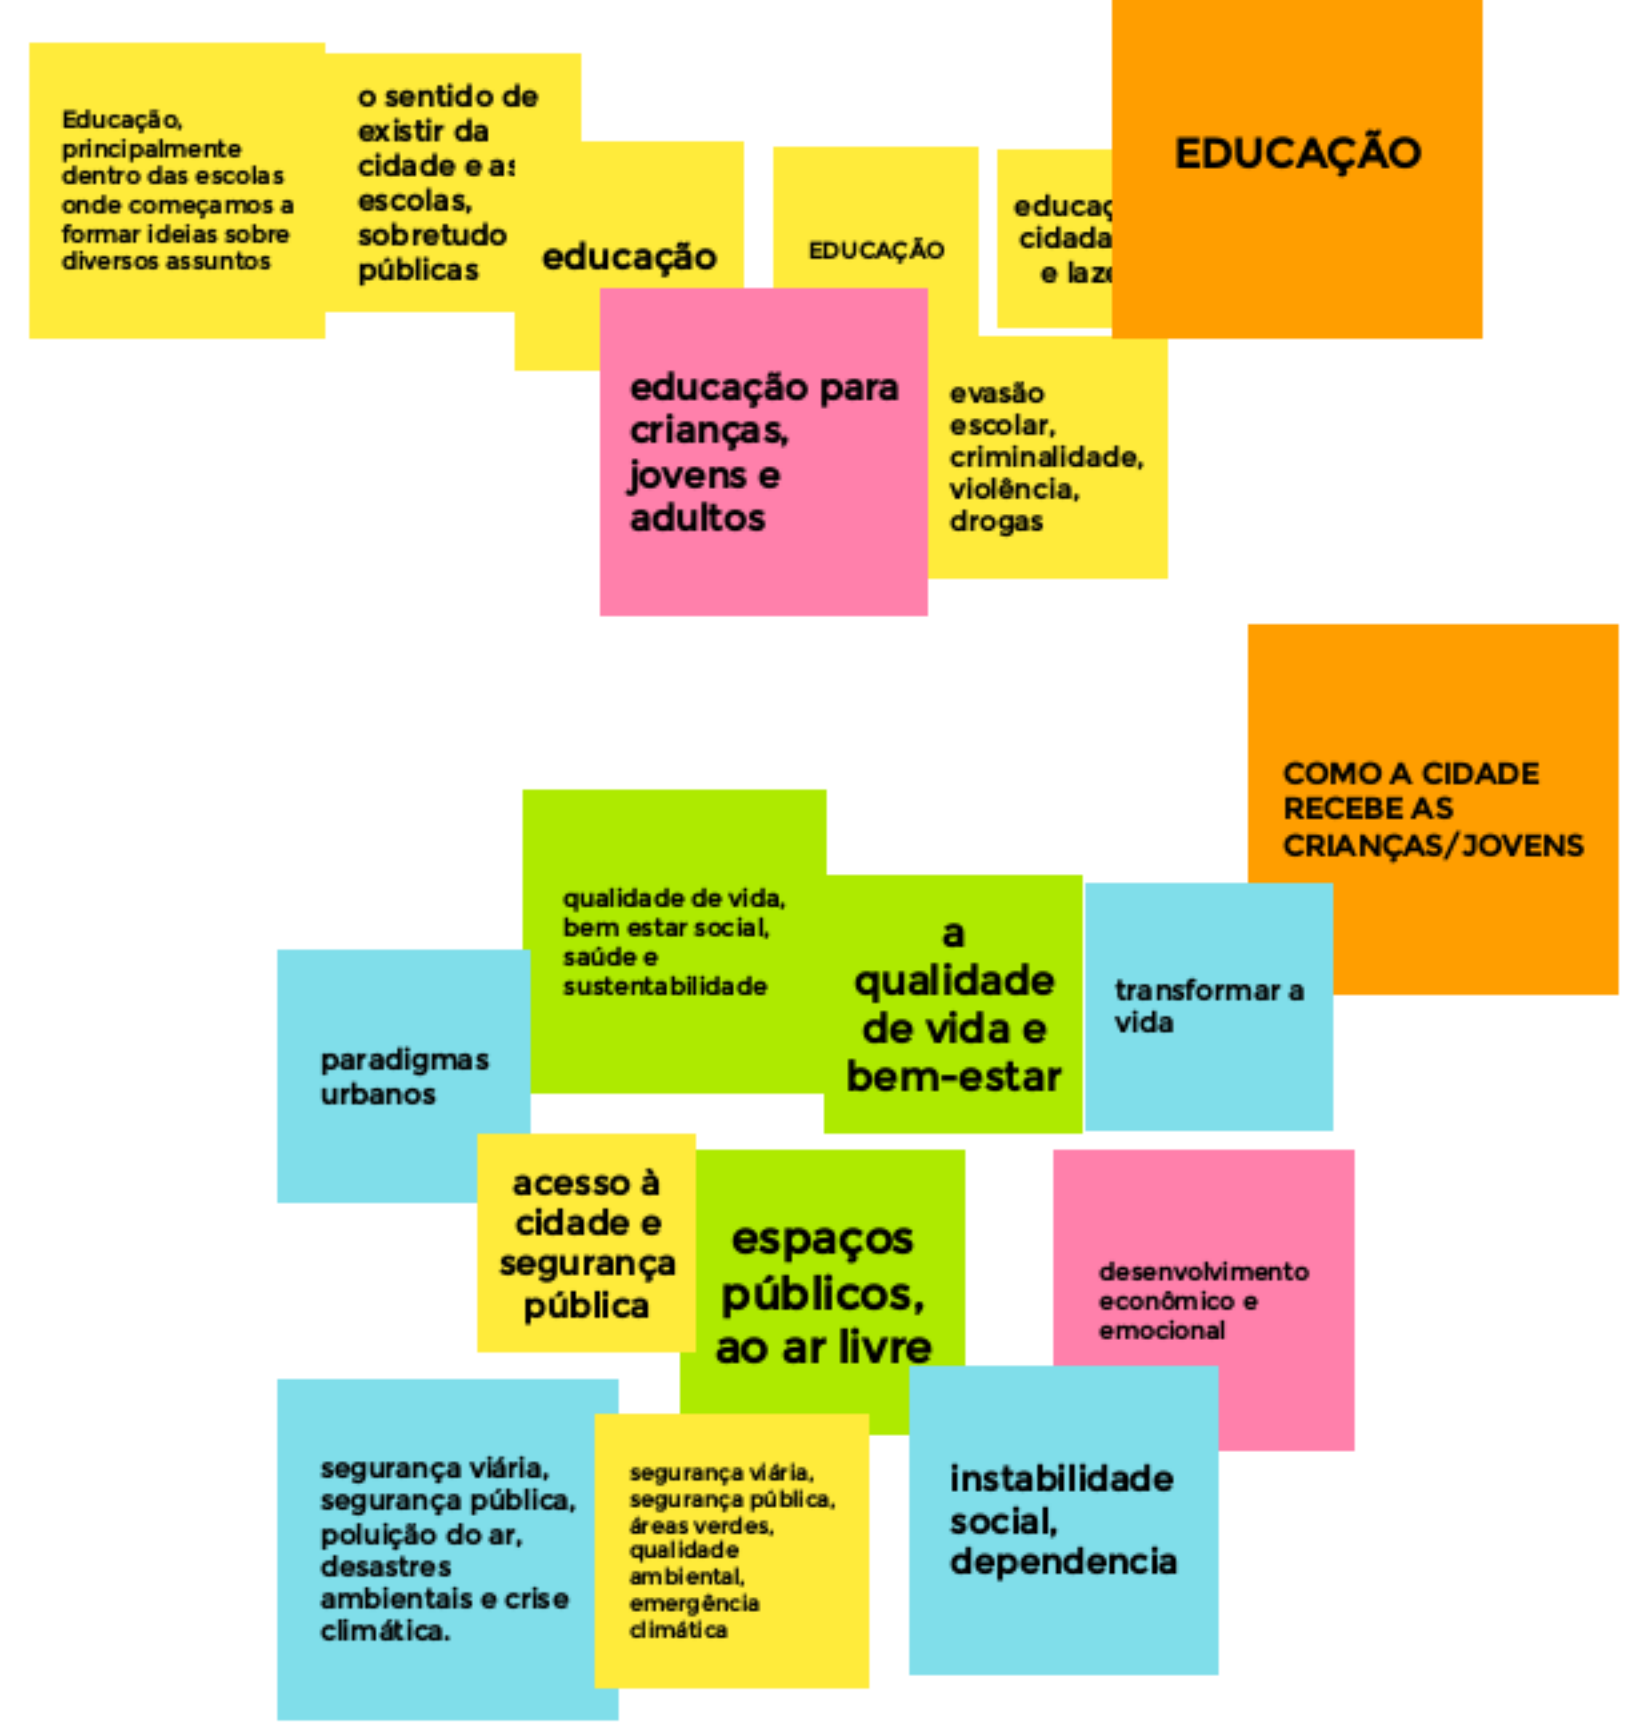 Educação,
principalmente
dentro das escolas
onde começamos a
formar ideias sobre
diversos assuntos
o sentido de
existir da
cidade e as
escolas,
sobretudo
públicas
educação
EDUCAÇÃO
e
EDUCAÇÃO
educação para
crianças,
jovens e
adultos
evasão
escolar,
criminalidade,
violência,
drogas
COMO A CIDADE
RECEBE AS
CRIANÇAS/JOVENS
qualidade de vida,
bem estar social,
saúde e
sustentabilidade
a
qualidade
de vida e
bem-estar
transformar a
vida
paradigmas
urbanos
acesso à
cidade e
segurança
pública
espaços
públicos,
ao ar livre
desenvolvimento
econômico e
emocional
segurança viária,
segurança pública,
poluição do ar,
desastres
ambientais e crise
climática.
segurança viária,
segurança pública,
áreas verdes,
qualidade
ambiental,
emergência
climática
instabilidade
social,
dependencia